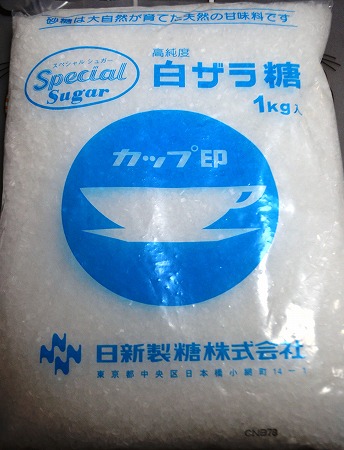 砂糖は大自然が育てた天然の甘味料です
スペシャル シュガー
Special
Sugar
高純度
白ザラ糖
1kg入
カップ印
日新製糖株式会社
東京都中央区日本橋小網町14-1
CNB78